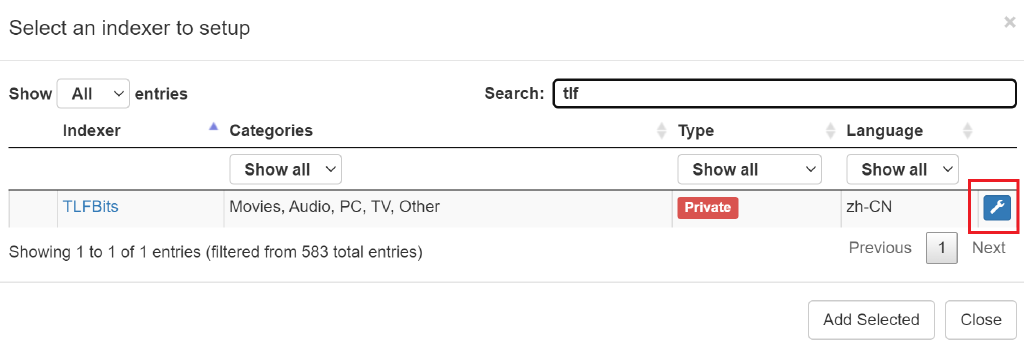 Select an indexer to setup ×
Show All entries Search: tlf
Indexer Categories Type Language
Show all Show all Show all
TLFBits Movies, Audio, PC, TV, Other Private zh-CN
Showing 1 to 1 of 1 entries (filtered from 583 total entries) Previous 1 Next
Add Selected Close